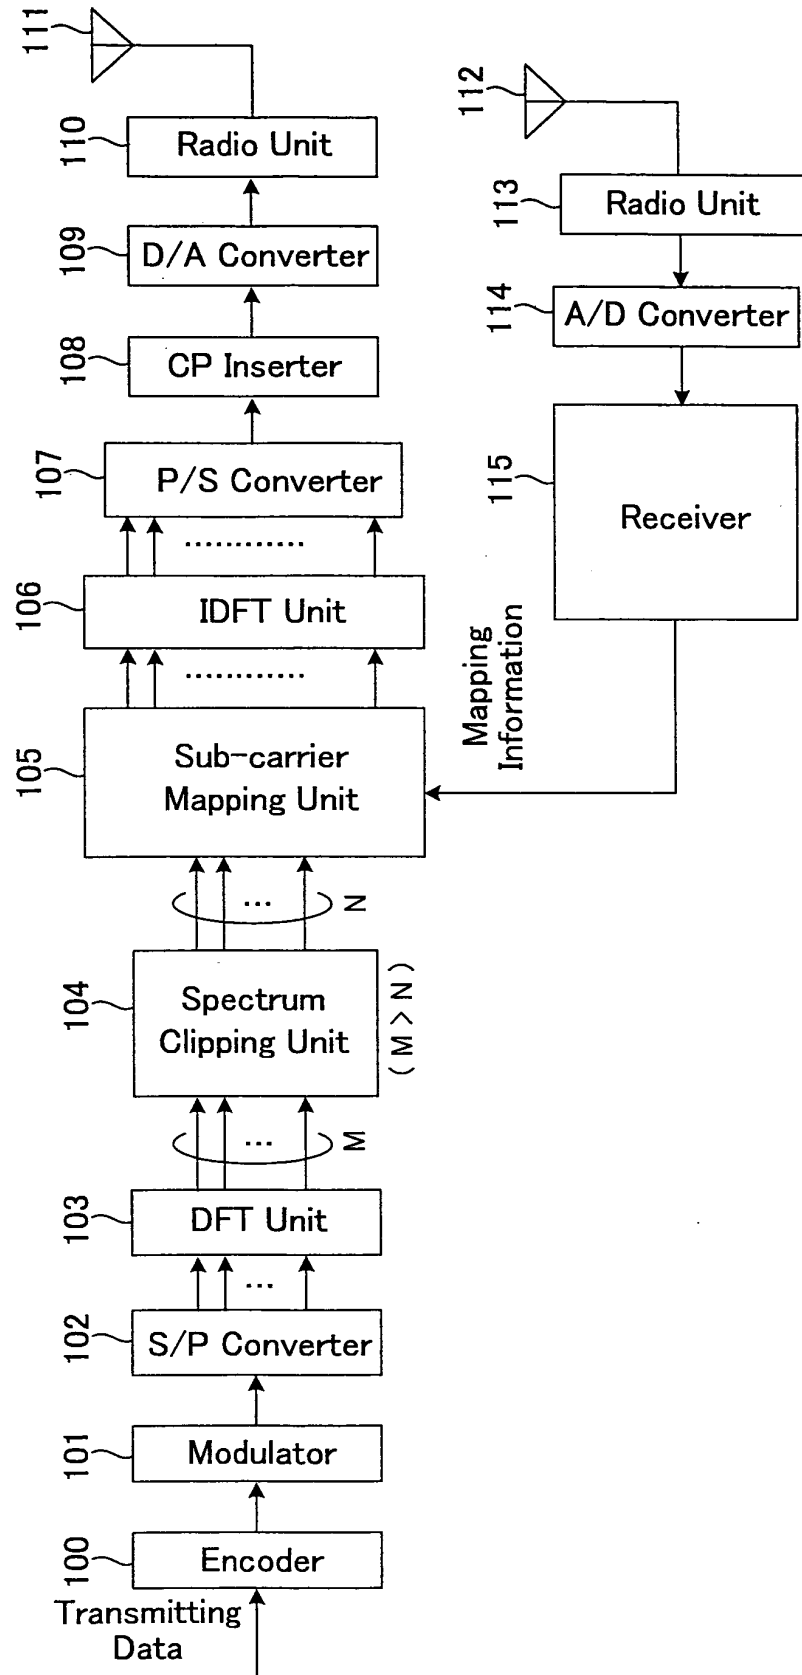 111
110
Radio Unit
109
D/A Converter
108
CP Inserter
107
P/S Converter
............
106
IDFT Unit
............
105
Sub-carrier
Mapping Unit
...
N
104
Spectrum
Clipping Unit
(M>N)
...
M
103
DFT Unit
...
102
S/P Converter
101
Modulator
100
Encoder
Transmitting
Data
112
113
Radio Unit
114
A/D Converter
115
Receiver
Mapping
Information